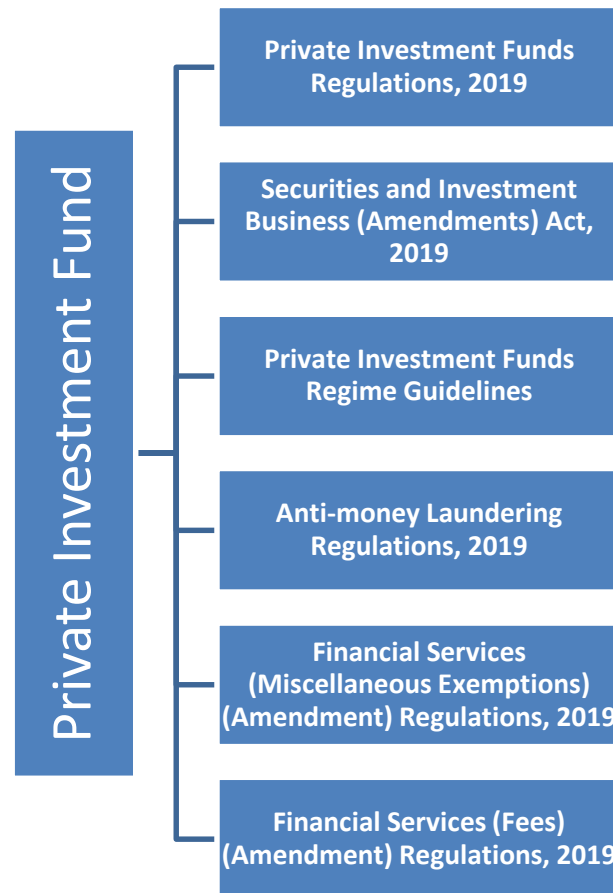 Private Investment Fund
Private Investment Funds
Regulations, 2019
Securities and Investment
Business (Amendments) Act,
2019
Private Investment Funds
Regime Guidelines
Anti-money Laundering
Regulations, 2019
Financial Services
(Miscellaneous Exemptions)
(Amendment) Regulations, 2019
Financial Services (Fees)
(Amendment) Regulations, 2019